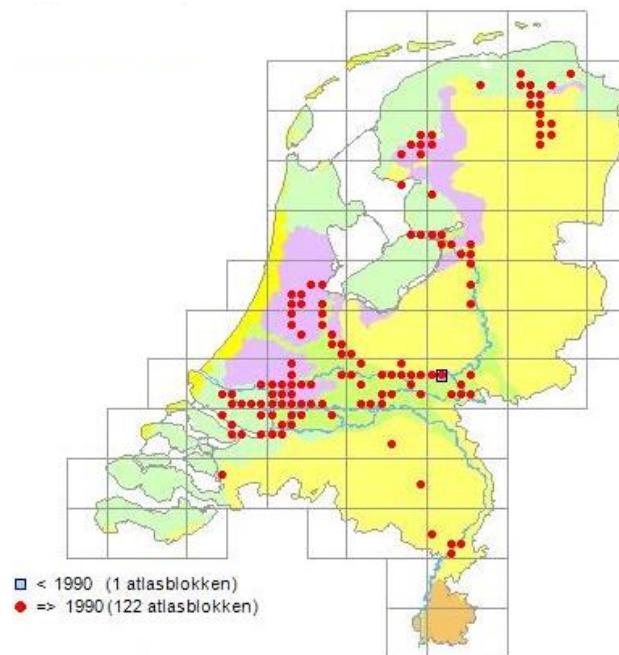 < 1990 (1 atlasblokken)
=> 1990 (122 atlasblokken)